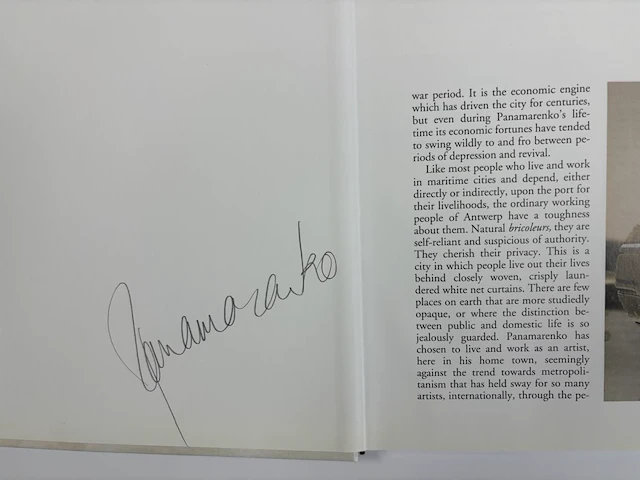 Panamarenko
war period. It is the economic engine
which has driven the city for centuries,
but even during Panamarenko's life-
time its economic fortunes have tended
to swing wildly to and fro between pe-
riods of depression and revival.
Like most people who live and work
in maritime cities and depend, either
directly or indirectly, upon the port for
their livelihoods, the ordinary working
people of Antwerp have a toughness
about them. Natural bricoleurs, they are
self-reliant and suspicious of authority.
They cherish their privacy. This is a
city in which people live out their lives
behind closely woven, crisply laun-
dered white net curtains. There are few
places on earth that are more studiedly
opaque, or where the distinction be-
tween public and domestic life is so
jealously guarded. Panamarenko has
chosen to live and work as an artist,
here in his home town, seemingly
against the trend towards metropoli-
tanism that has held sway for so many
artists, internationally, through the pe-